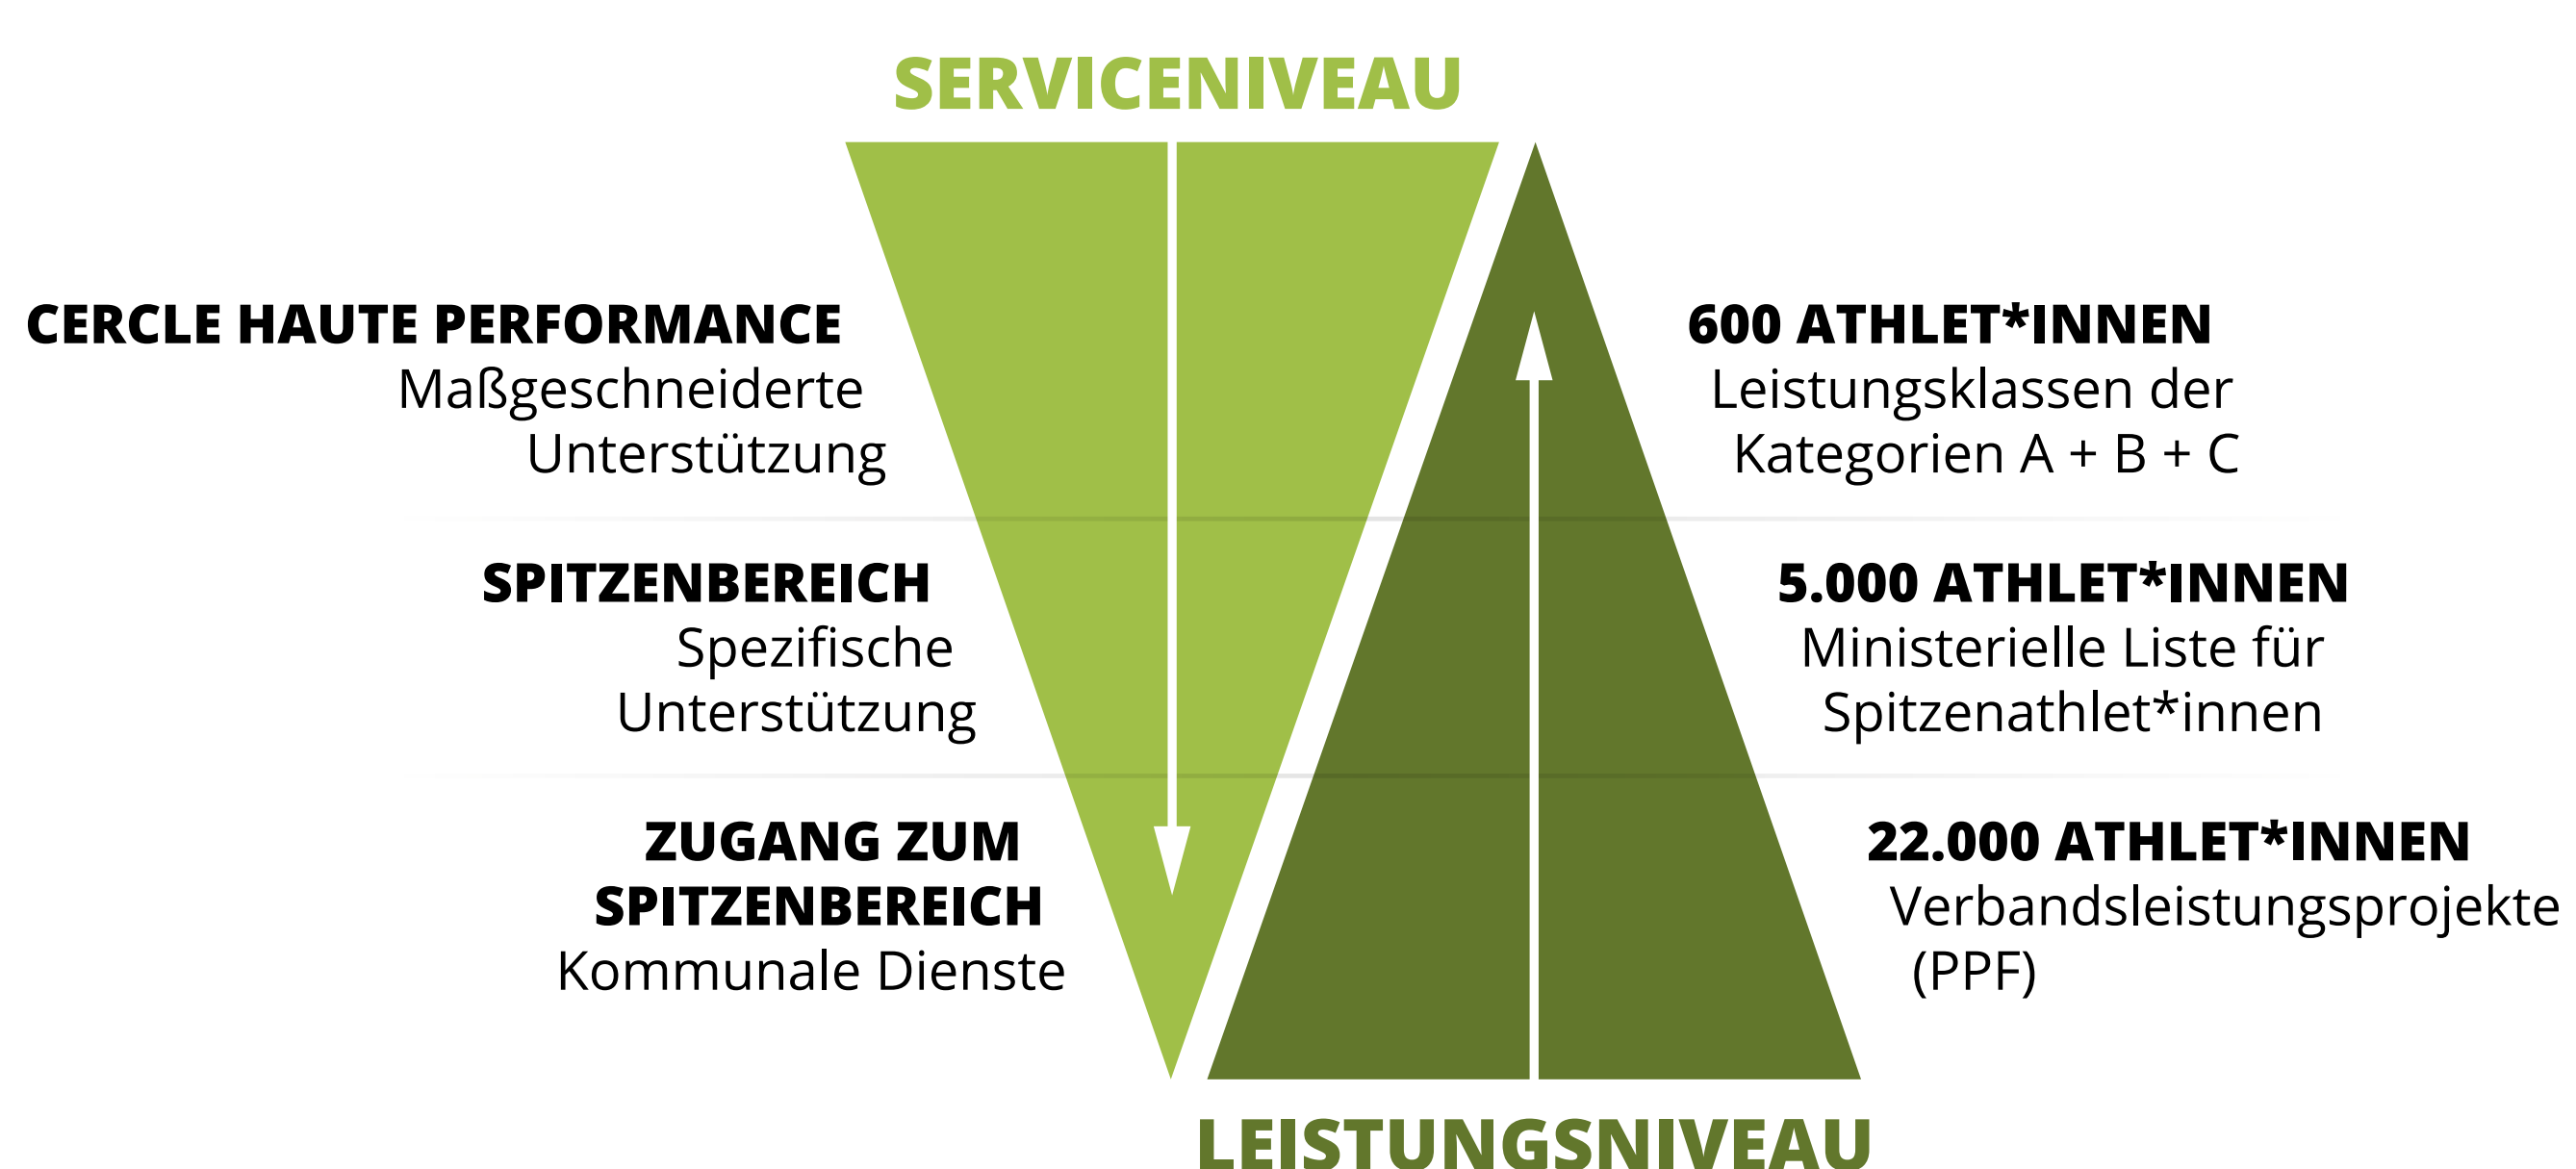 SERVICENIVEAU
CERCLE HAUTE PERFORMANCE
Maßgeschneiderte
Unterstützung
600 ATHLET*INNEN
Leistungsklassen der
Kategorien A + B + C
SPITZENBEREICH
Spezifische
Unterstützung
5.000 ATHLET*INNEN
Ministerielle Liste für
Spitzenathlet*innen
ZUGANG ZUM
SPITZENBEREICH
Kommunale Dienste
22.000 ATHLET*INNEN
Verbandsleistungsprojekte
(PPF)
LEISTUNGSNIVEAU